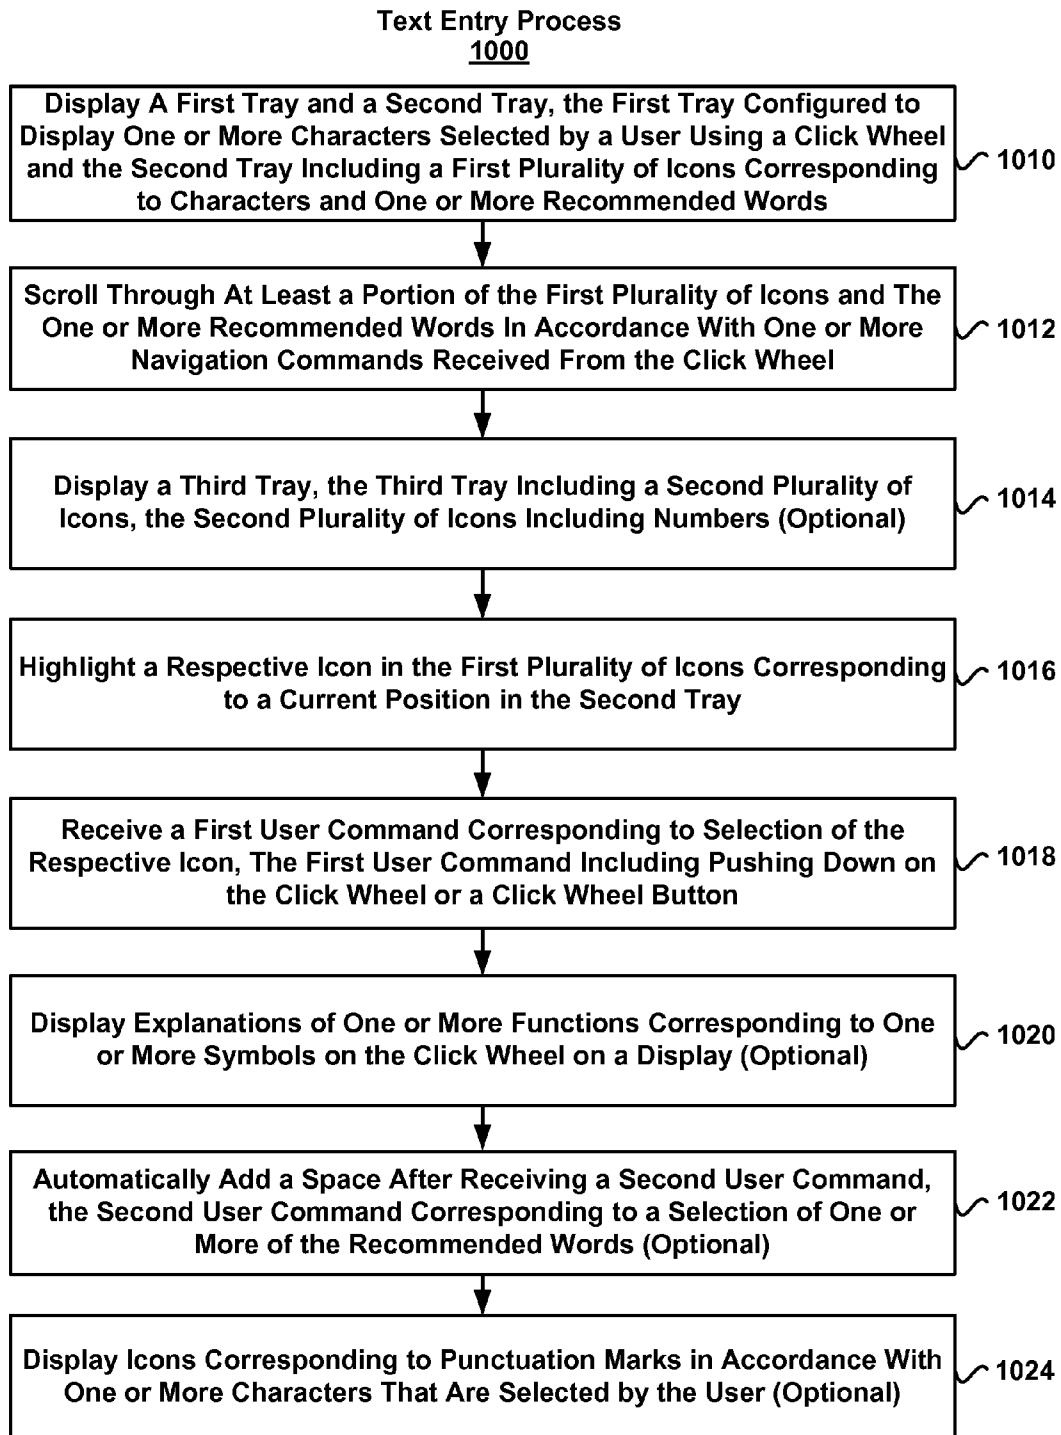 Text Entry Process
1000
Display A First Tray and a Second Tray, the First Tray Configured to
Display One or More Characters Selected by a User Using a Click Wheel
and the Second Tray Including a First Plurality of Icons Corresponding
to Characters and One or More Recommended Words
1010
Scroll Through At Least a Portion of the First Plurality of Icons and The
One or More Recommended Words In Accordance With One or More
Navigation Commands Received From the Click Wheel
1012
Display a Third Tray, the Third Tray Including a Second Plurality of
Icons, the Second Plurality of Icons Including Numbers (Optional)
1014
Highlight a Respective Icon in the First Plurality of Icons Corresponding
to a Current Position in the Second Tray
1016
Receive a First User Command Corresponding to Selection of the
Respective Icon, The First User Command Including Pushing Down on
the Click Wheel or a Click Wheel Button
1018
Display Explanations of One or More Functions Corresponding to One
or More Symbols on the Click Wheel on a Display (Optional)
1020
Automatically Add a Space After Receiving a Second User Command,
the Second User Command Corresponding to a Selection of One or
More of the Recommended Words (Optional)
1022
Display Icons Corresponding to Punctuation Marks in Accordance With
One or More Characters That Are Selected by the User (Optional)
1024